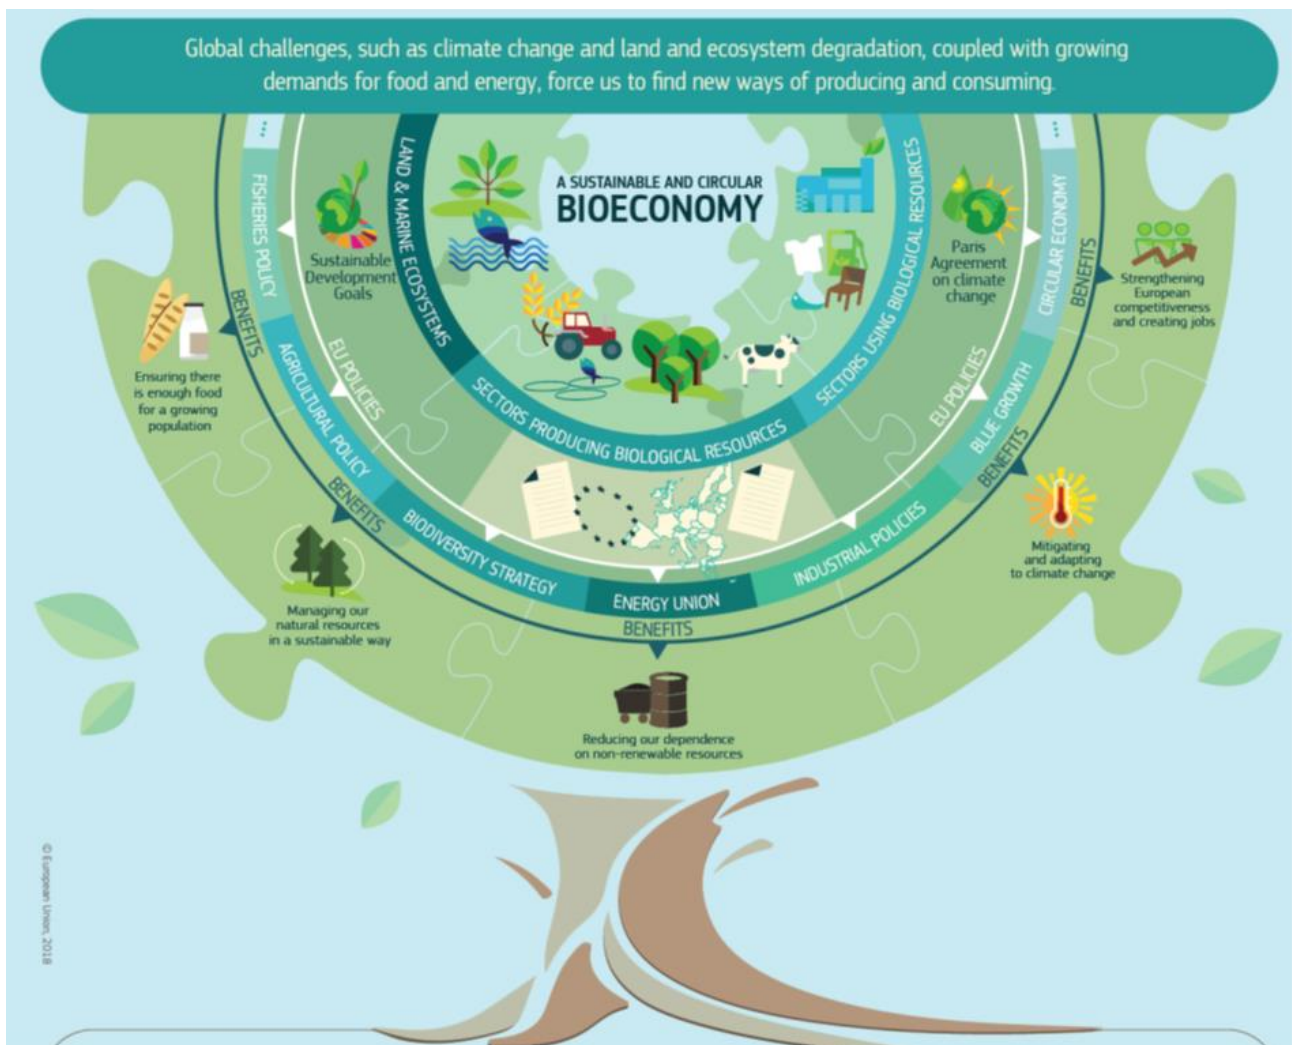 Global challenges, such as climate change and land and ecosystem degradation, coupled with growing
demands for food and energy, force us to find new ways of producing and consuming.
A SUSTAINABLE AND CIRCULAR
BIOECONOMY
LAND & MARINE ECOSYSTEMS
SECTORS PRODUCING BIOLOGICAL RESOURCES
SECTORS USING BIOLOGICAL RESOURCES
Sustainable
Development
Goals
Paris
Agreement
on climate
change
EU POLICIES
EU POLICIES
...
FISHERIES POLICY
AGRICULTURAL POLICY
BIODIVERSITY STRATEGY
ENERGY UNION
INDUSTRIAL POLICIES
BLUE GROWTH
CIRCULAR ECONOMY
...
BENEFITS
Ensuring there
is enough food
for a growing
population
BENEFITS
Managing our
natural resources
in a sustainable way
BENEFITS
Reducing our dependence
on non-renewable resources
BENEFITS
Mitigating
and adapting
to climate change
BENEFITS
Strengthening
European
competitiveness
and creating jobs
© European Union, 2018